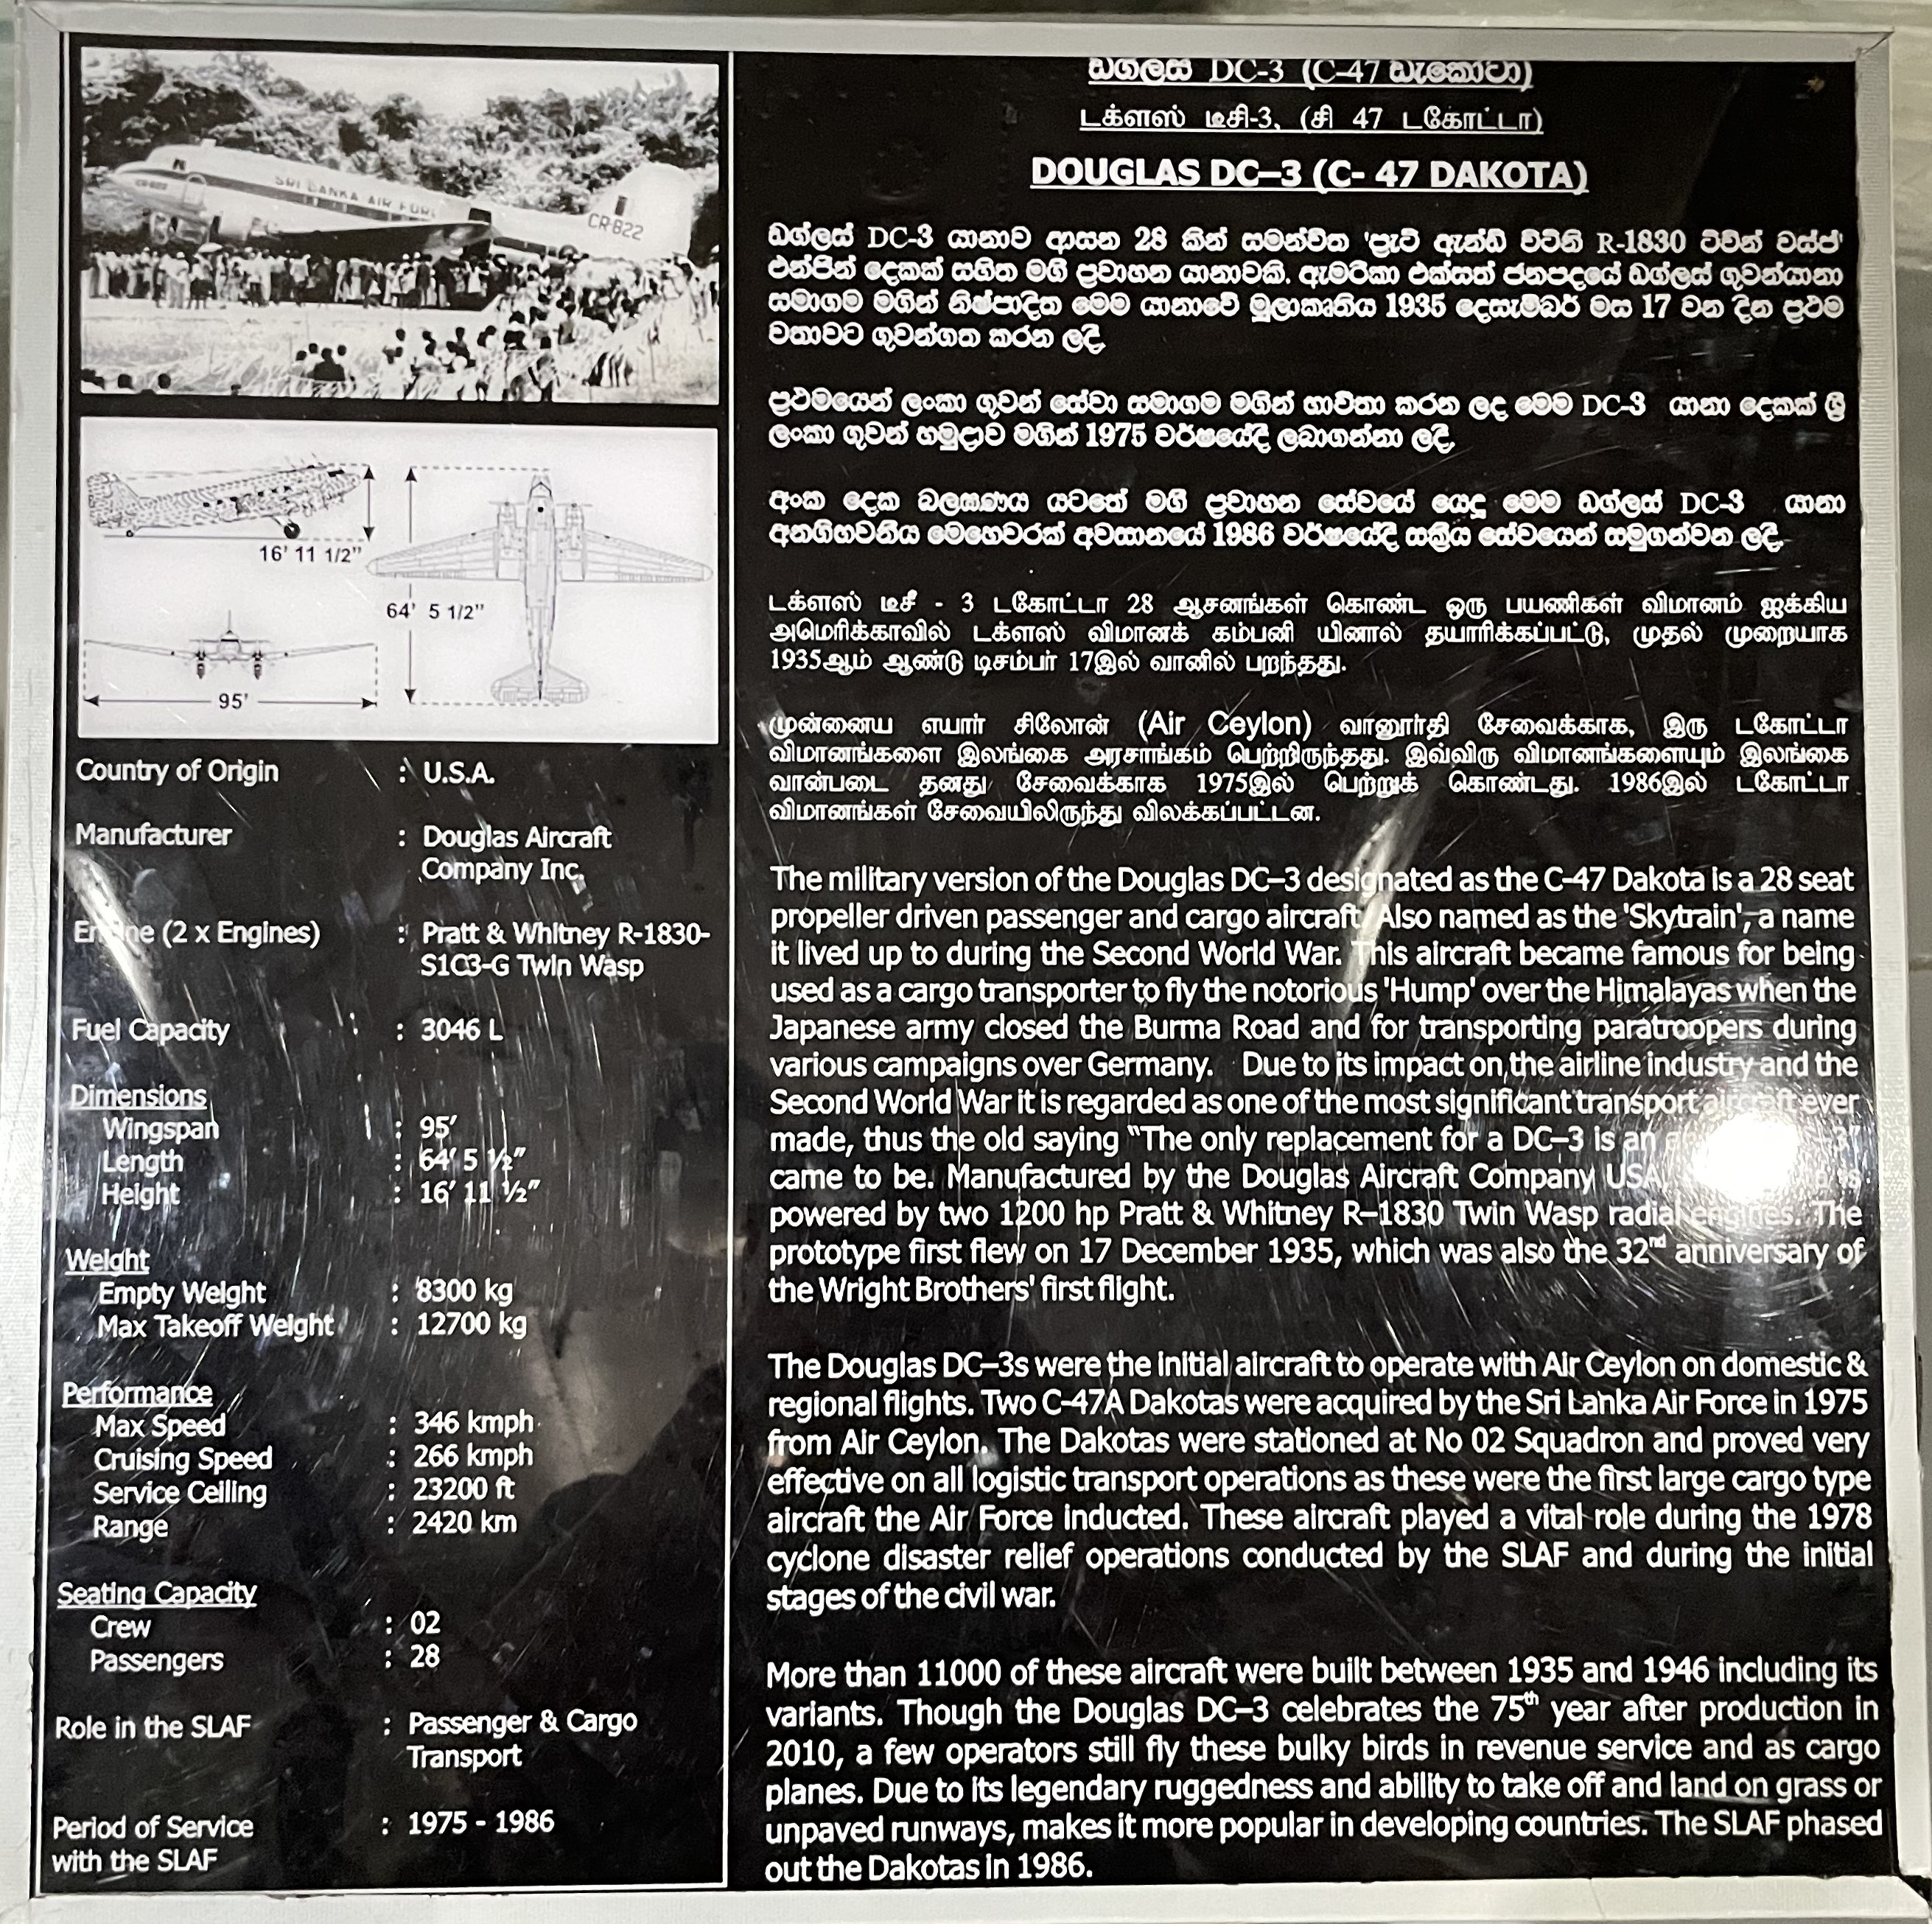 SRI LANKA AIR FORC
CR-822
16' 11 1/2"
64' 5 1/2"
95'
Country of Origin : U.S.A.
Manufacturer : Douglas Aircraft
Company Inc.
Engine (2 x Engines) : Pratt & Whitney R-1830-
S1C3-G Twin Wasp
Fuel Capacity : 3046 L
Dimensions
Wingspan : 95'
Length : 64' 5 ½"
Height : 16' 11 ½"
Weight
Empty Weight : 8300 kg
Max Takeoff Weight : 12700 kg
Performance
Max Speed : 346 kmph
Cruising Speed : 266 kmph
Service Ceiling : 23200 ft
Range : 2420 km
Seating Capacity
Crew : 02
Passengers : 28
Role in the SLAF : Passenger & Cargo
Transport
Period of Service : 1975 - 1986
with the SLAF
ඩග්ලස් DC-3 (C-47 ඩැකෝටා)
டக்ளஸ் டீசி-3, (சி 47 டகோட்டா)
DOUGLAS DC–3 (C- 47 DAKOTA)
ඩග්ලස් DC-3 යානාව ආසන 28 කින් සමන්විත 'ප්‍රැට් ඇන්ඩ් විට්නි R-1830 ට්වින් වස්ප්'
එන්ජින් දෙකක් සහිත මගී ප්‍රවාහන යානාවකි. ඇමරිකා එක්සත් ජනපදයේ ඩග්ලස් ගුවන්යානා
සමාගම මගින් නිෂ්පාදිත මෙම යානාවේ මූලාකෘතිය 1935 දෙසැම්බර් මස 17 වන දින ප්‍රථම
වතාවට ගුවන්ගත කරන ලදී.
ප්‍රථමයෙන් ලංකා ගුවන් සේවා සමාගම මගින් භාවිතා කරන ලද මෙම DC-3 යානා දෙකක් ශ්‍රී
ලංකා ගුවන් හමුදාව මගින් 1975 වර්ෂයේදී ලබාගන්නා ලදී.
අංක දෙක බලඝණය යටතේ මගී ප්‍රවාහන සේවයේ යෙදූ මෙම ඩග්ලස් DC-3 යානා
අනගිභවනීය මෙහෙවරක් අවසානයේ 1986 වර්ෂයේදී සක්‍රීය සේවයෙන් සමුගන්වන ලදී.
டக்ளஸ் டீசீ - 3 டகோட்டா 28 ஆசனங்கள் கொண்ட ஒரு பயணிகள் விமானம் ஐக்கிய
அமெரிக்காவில் டக்ளஸ் விமானக் கம்பனி யினால் தயாரிக்கப்பட்டு, முதல் முறையாக
1935ஆம் ஆண்டு டிசம்பர் 17இல் வானில் பறந்தது.
முன்னைய எயார் சிலோன் (Air Ceylon) வானூர்தி சேவைக்காக, இரு டகோட்டா
விமானங்களை இலங்கை அரசாங்கம் பெற்றிருந்தது. இவ்விரு விமானங்களையும் இலங்கை
வான்படை தனது சேவைக்காக 1975இல் பெற்றுக் கொண்டது. 1986இல் டகோட்டா
விமானங்கள் சேவையிலிருந்து விலக்கப்பட்டன.
The military version of the Douglas DC–3 designated as the C-47 Dakota is a 28 seat
propeller driven passenger and cargo aircraft. Also named as the 'Skytrain', a name
it lived up to during the Second World War. This aircraft became famous for being
used as a cargo transporter to fly the notorious 'Hump' over the Himalayas when the
Japanese army closed the Burma Road and for transporting paratroopers during
various campaigns over Germany. Due to its impact on the airline industry and the
Second World War it is regarded as one of the most significant transport aircraft ever
made, thus the old saying "The only replacement for a DC–3 is an
came to be. Manufactured by the Douglas Aircraft Company USA
powered by two 1200 hp Pratt & Whitney R–1830 Twin Wasp radial engines. The
prototype first flew on 17 December 1935, which was also the 32nd anniversary of
the Wright Brothers' first flight.
The Douglas DC–3s were the initial aircraft to operate with Air Ceylon on domestic &
regional flights. Two C-47A Dakotas were acquired by the Sri Lanka Air Force in 1975
from Air Ceylon. The Dakotas were stationed at No 02 Squadron and proved very
effective on all logistic transport operations as these were the first large cargo type
aircraft the Air Force inducted. These aircraft played a vital role during the 1978
cyclone disaster relief operations conducted by the SLAF and during the initial
stages of the civil war.
More than 11000 of these aircraft were built between 1935 and 1946 including its
variants. Though the Douglas DC–3 celebrates the 75th year after production in
2010, a few operators still fly these bulky birds in revenue service and as cargo
planes. Due to its legendary ruggedness and ability to take off and land on grass or
unpaved runways, makes it more popular in developing countries. The SLAF phased
out the Dakotas in 1986.